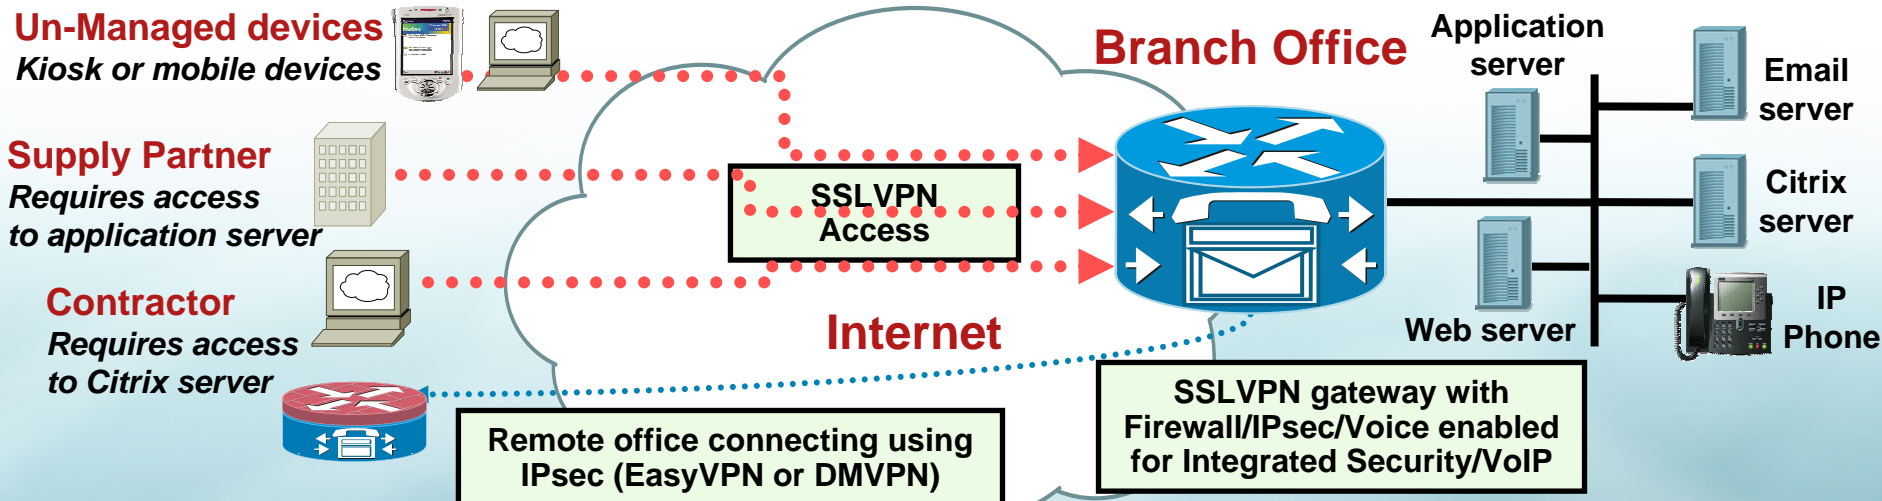 Un-Managed devices
Kiosk or mobile devices
Supply Partner
Requires access
to application server
Contractor
Requires access
to Citrix server
SSLVPN
Access
Internet
Remote office connecting using
IPsec (EasyVPN or DMVPN)
Branch Office
SSLVPN gateway with
Firewall/IPsec/Voice enabled
for Integrated Security/VoIP
Application
server
Email
server
Citrix
server
Web server
IP
Phone